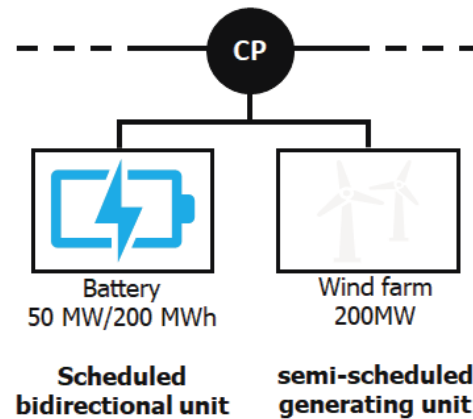 CP
Battery
50 MW/200 MWh
Wind farm
200MW
Scheduled
bidirectional unit
semi-scheduled
generating unit